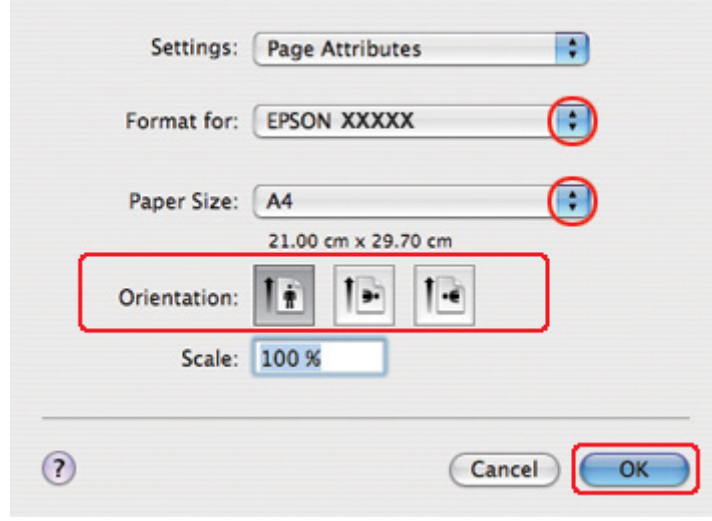 Settings: Page Attributes
Format for: EPSON XXXXX
Paper Size: A4
21.00 cm x 29.70 cm
Orientation:
Scale: 100 %
? Cancel OK